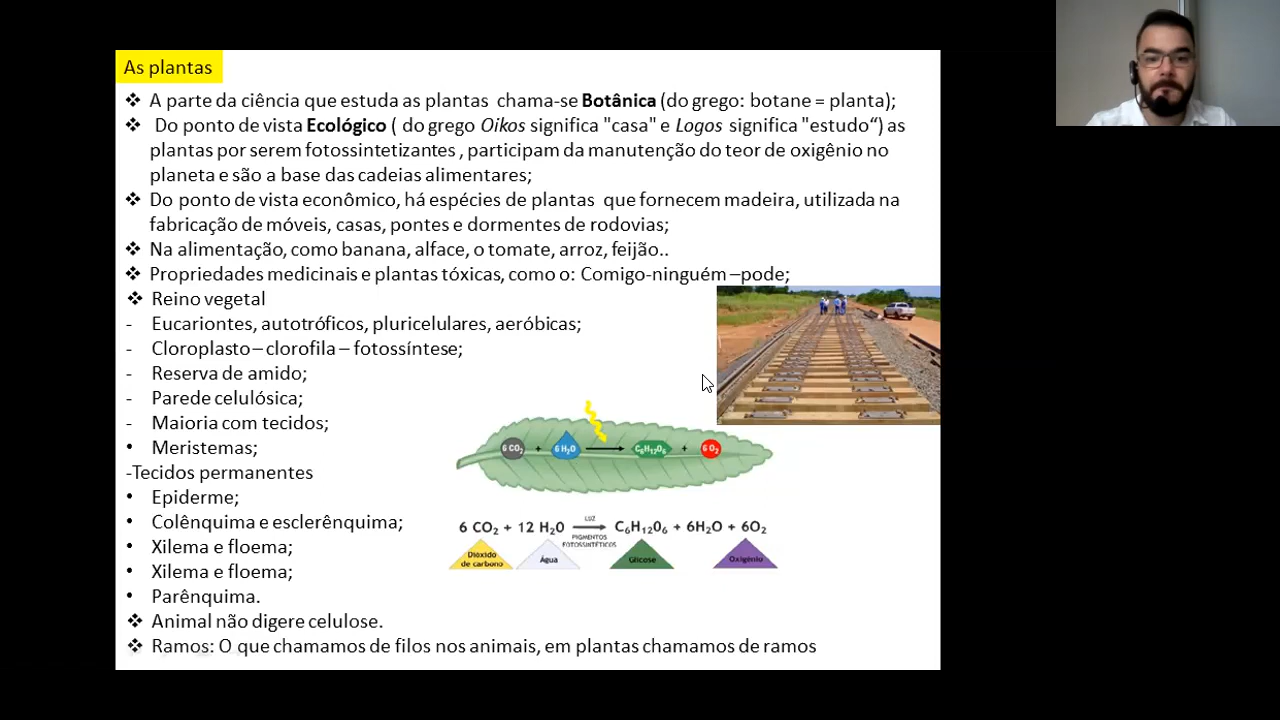 As plantas
❖ A parte da ciência que estuda as plantas chama-se Botânica (do grego: botane = planta);
❖ Do ponto de vista Ecológico ( do grego Oikos significa "casa" e Logos significa "estudo“) as
plantas por serem fotossintetizantes , participam da manutenção do teor de oxigênio no
planeta e são a base das cadeias alimentares;
❖ Do ponto de vista econômico, há espécies de plantas que fornecem madeira, utilizada na
fabricação de móveis, casas, pontes e dormentes de rodovias;
❖ Na alimentação, como banana, alface, o tomate, arroz, feijão..
❖ Propriedades medicinais e plantas tóxicas, como o: Comigo-ninguém –pode;
❖ Reino vegetal
- Eucariontes, autotróficos, pluricelulares, aeróbicas;
- Cloroplasto – clorofila – fotossíntese;
- Reserva de amido;
- Parede celulósica;
- Maioria com tecidos;
• Meristemas;
-Tecidos permanentes
• Epiderme;
• Colênquima e esclerênquima;
• Xilema e floema;
• Xilema e floema;
• Parênquima.
❖ Animal não digere celulose.
❖ Ramos: O que chamamos de filos nos animais, em plantas chamamos de ramos
6 CO₂ + 6 H₂O → C₆H₁₂O₆ + 6 O₂
LUZ
6 CO₂ + 12 H₂O → C₆H₁₂O₆ + 6H₂O + 6O₂
PIGMENTOS
FOTOSSINTÉTICOS
Dióxido
de carbono
Água
Glicose
Oxigênio